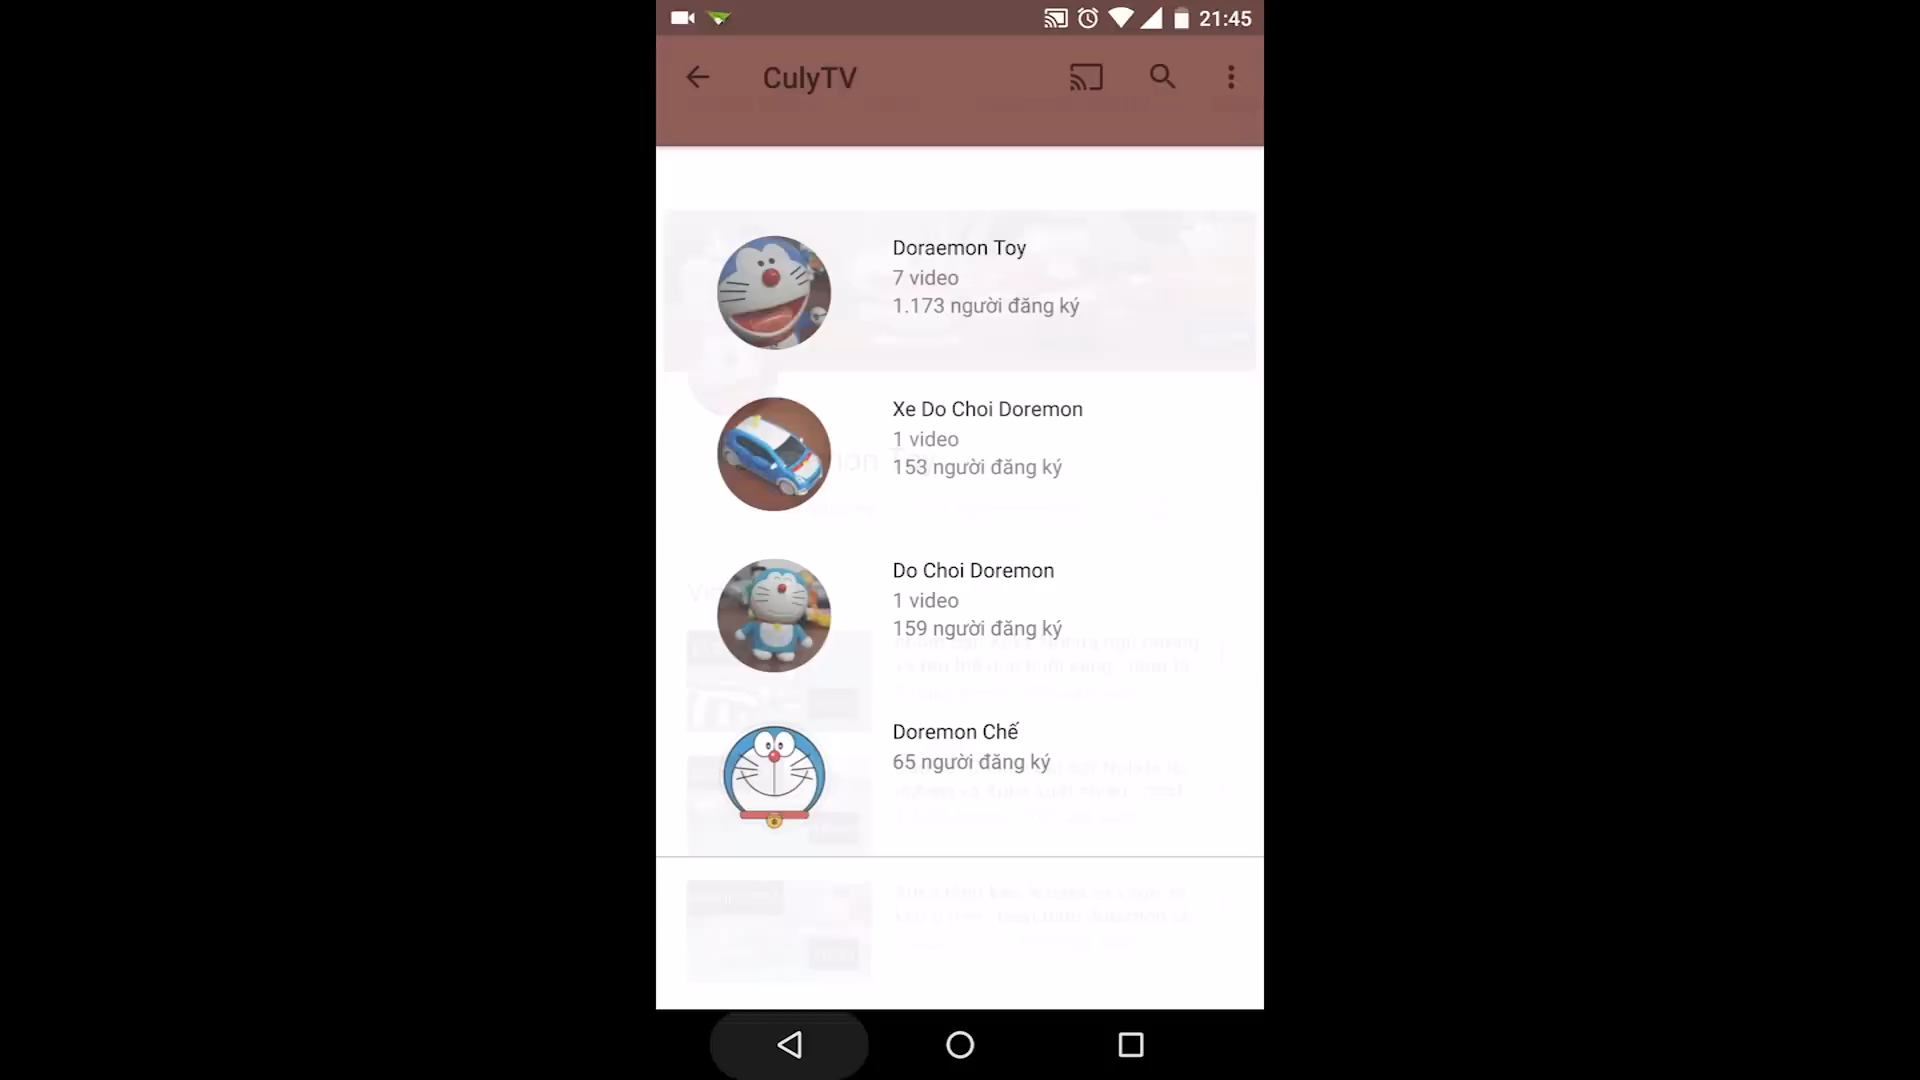 21:45
CulyTV
Doraemon Toy
7 video
1.173 người đăng ký
Xe Do Choi Doremon
1 video
153 người đăng ký
Do Choi Doremon
1 video
159 người đăng ký
Doremon Chế
65 người đăng ký